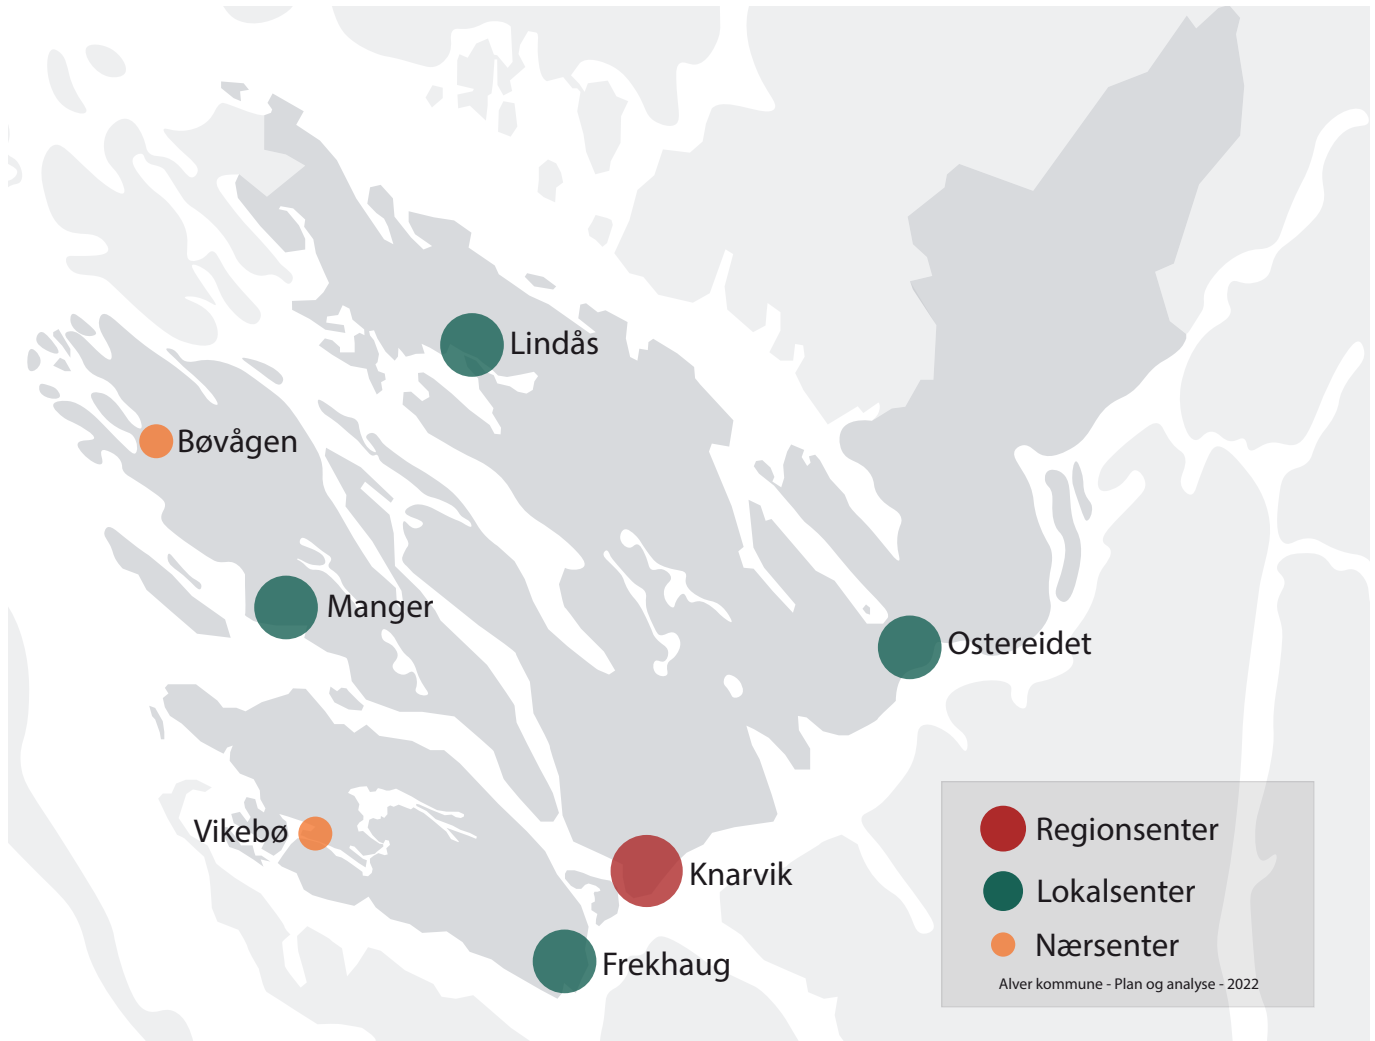 Lindås
Bøvågen
Manger
Ostereidet
Vikebø
Knarvik
Frekhaug
Regionsenter
Lokalsenter
Nærsenter
Alver kommune - Plan og analyse - 2022